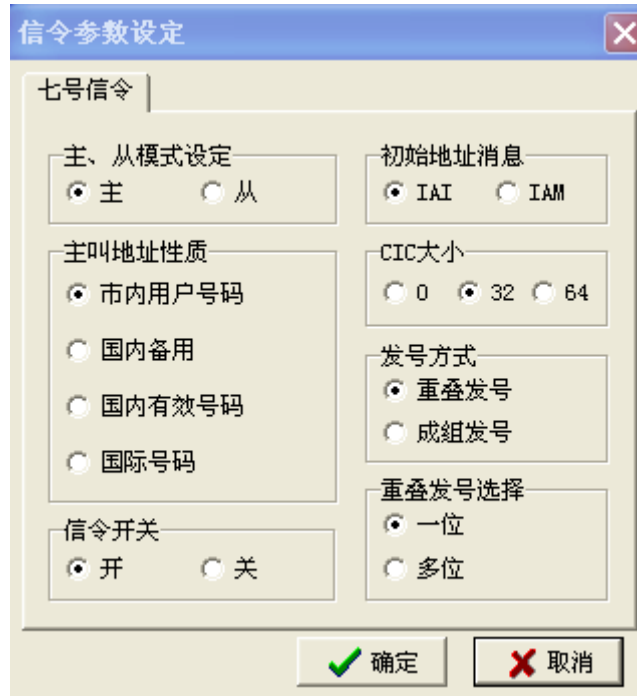 信令参数设定
七号信令
主、从模式设定
主 从
主叫地址性质
市内用户号码
国内备用
国内有效号码
国际号码
信令开关
开 关
初始地址消息
IAI IAM
CIC大小
0 32 64
发号方式
重叠发号
成组发号
重叠发号选择
一位
多位
确定 取消